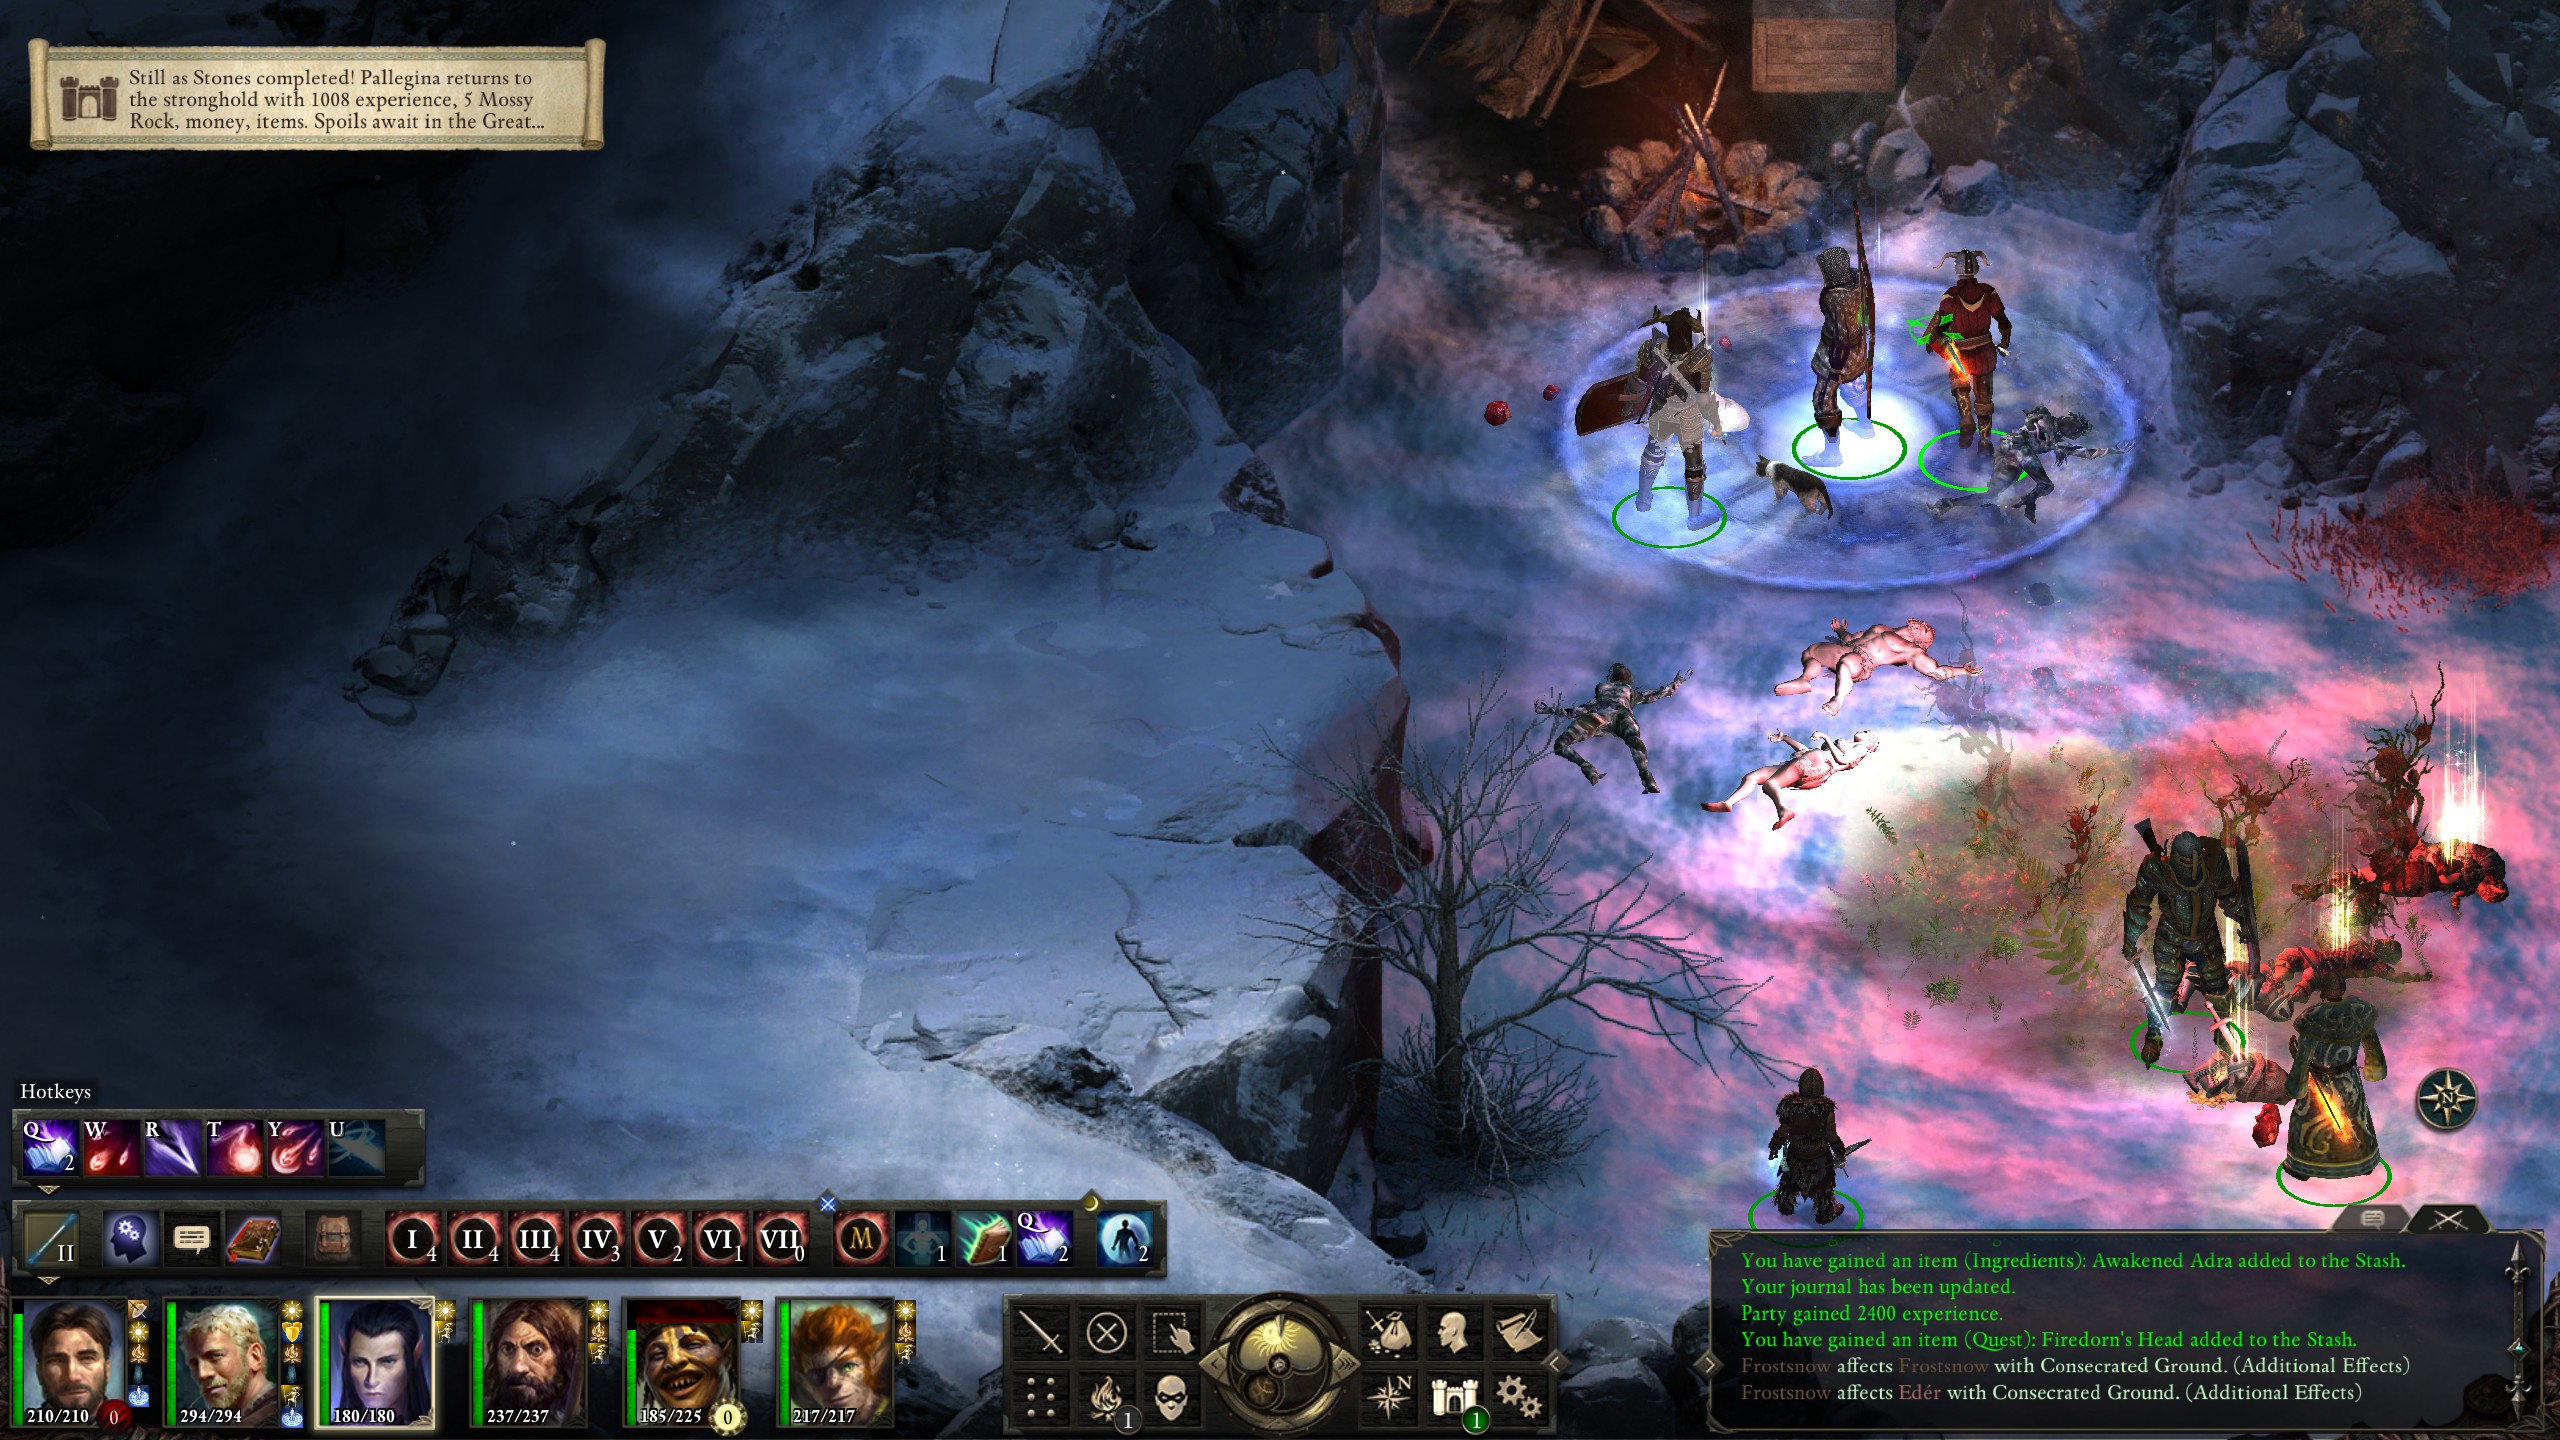 Still as Stones completed! Pallegina returns to
the stronghold with 1008 experience, 5 Mossy
Rock, money, items. Spoils await in the Great...
Hotkeys
Q W R T Y U
2
II I 4 II 4 III 4 IV 3 V 2 VI 1 VII 0 M 1 1 Q 2 2
210/210 0 294/294 180/180 237/237 185/225 0 217/217
N
1 1
N
You have gained an item (Ingredients): Awakened Adra added to the Stash.
Your journal has been updated.
Party gained 2400 experience.
You have gained an item (Quest): Firedorn's Head added to the Stash.
Frostsnow affects Frostsnow with Consecrated Ground. (Additional Effects)
Frostsnow affects Edér with Consecrated Ground. (Additional Effects)